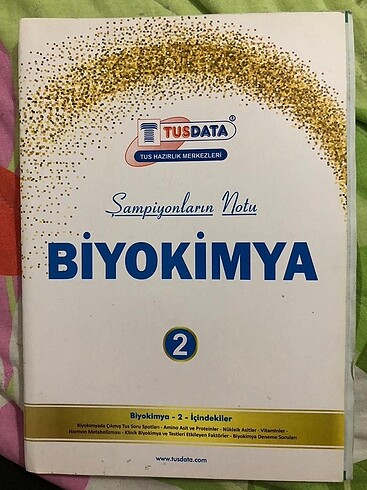 TUSDATA
TUS HAZIRLIK MERKEZLERİ
Şampiyonların Notu
BİYOKİMYA
2
Biyokimya - 2 - İçindekiler
Biyokimyada Çıkmış Tus Soru Spotları - Amino Asit ve Proteinler - Nükleik Asitler - Vitaminler -
Hormon Metabolizması - Klinik Biyokimya ve Testleri Etkileyen Faktörler - Biyokimya Deneme Soruları
www.tusdata.com